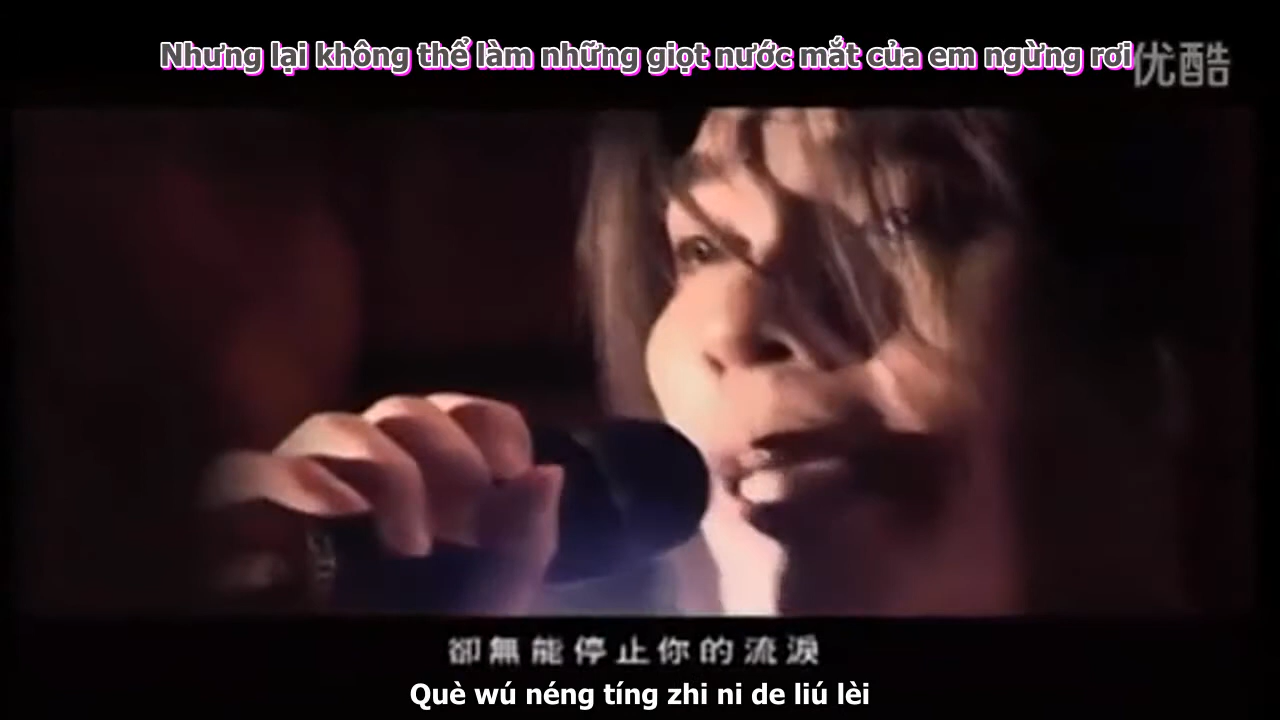 Nhưng lại không thể làm những giọt nước mắt của em ngừng rơi
优酷
卻無能停止你的流淚
Què wú néng tíng zhi ni de liú lèi